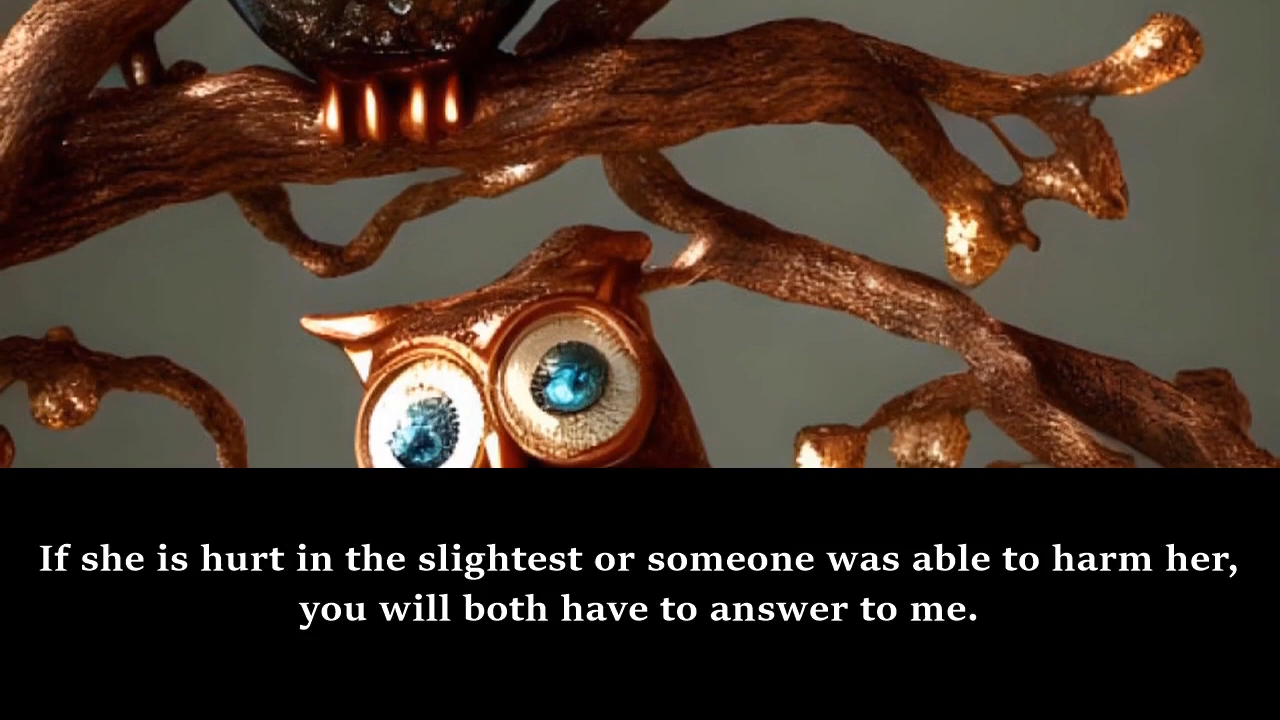 If she is hurt in the slightest or someone was able to harm her,
you will both have to answer to me.